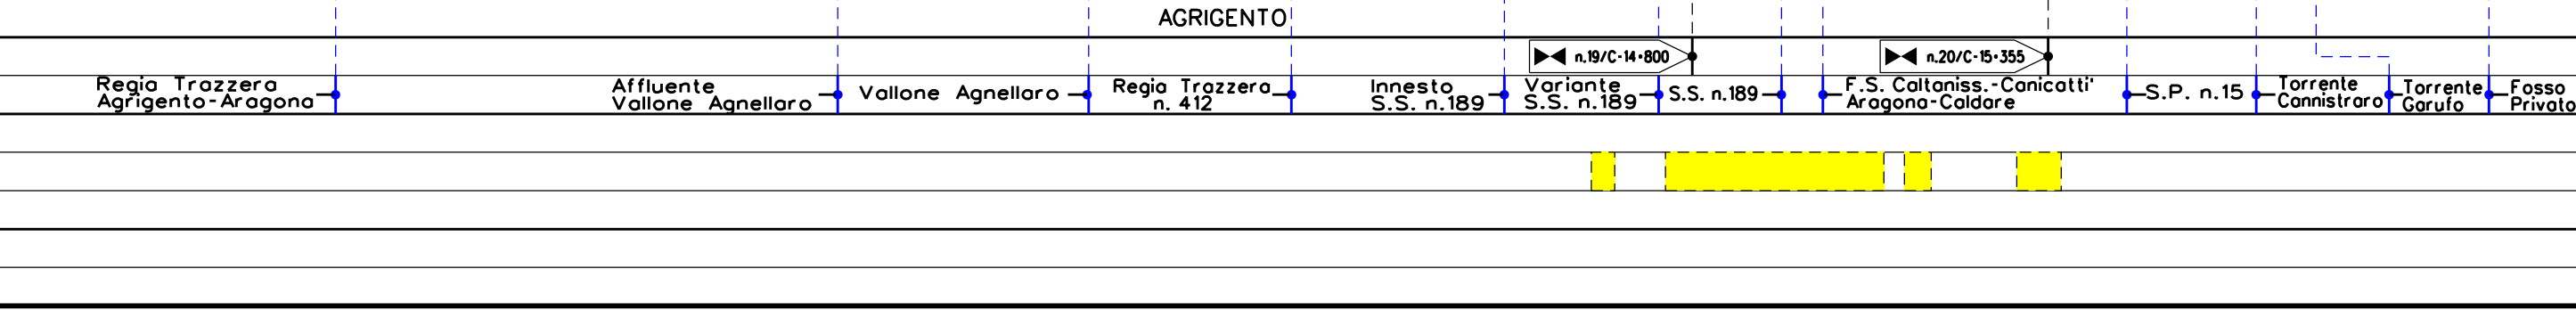 AGRIGENTO
n.19/C-14•800
n.20/C-15•355
Regia Trazzera
Agrigento-Aragona
Affluente
Vallone Agnellaro
Vallone Agnellaro
Regia Trazzera
n. 412
Innesto
S.S. n.189
Variante
S.S. n.189
S.S. n.189
F.S. Caltaniss.-Canicatti'
Aragona-Caldare
S.P. n.15
Torrente
Cannistraro
Torrente
Garufo
Fosso
Privato